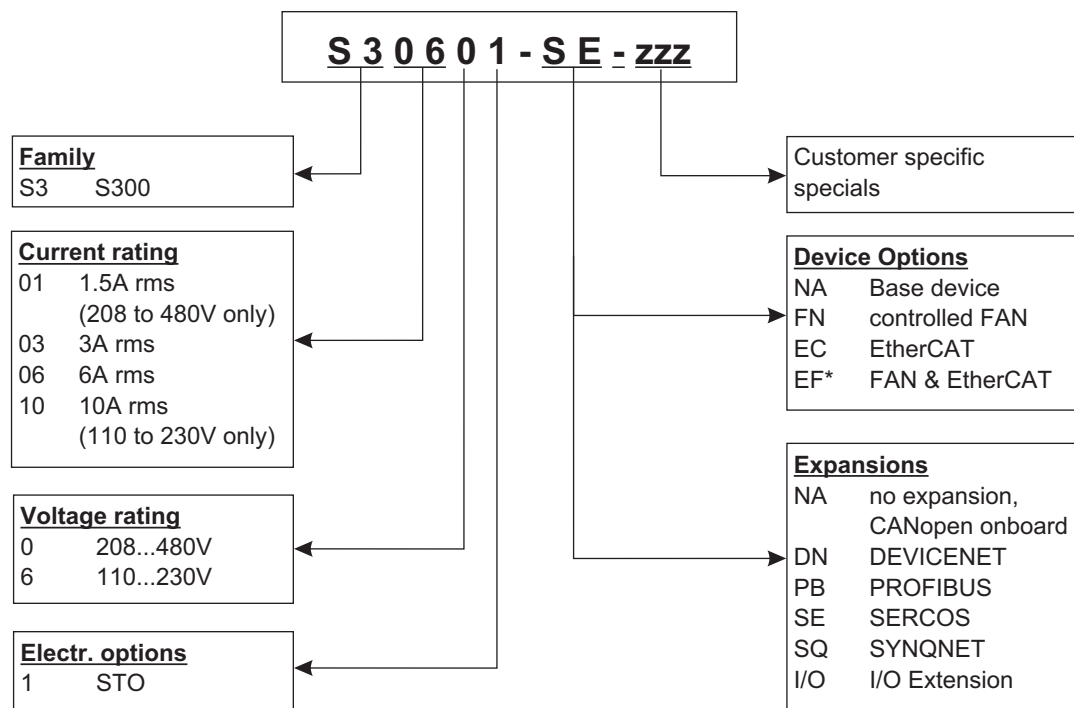 S 3 0 6 0 1 - S E - zzz
Family
S3 S300
Current rating
01 1.5A rms
(208 to 480V only)
03 3A rms
06 6A rms
10 10A rms
(110 to 230V only)
Voltage rating
0 208...480V
6 110...230V
Electr. options
1 STO
Customer specific
specials
Device Options
NA Base device
FN controlled FAN
EC EtherCAT
EF* FAN & EtherCAT
Expansions
NA no expansion,
CANopen onboard
DN DEVICENET
PB PROFIBUS
SE SERCOS
SQ SYNQNET
I/O I/O Extension